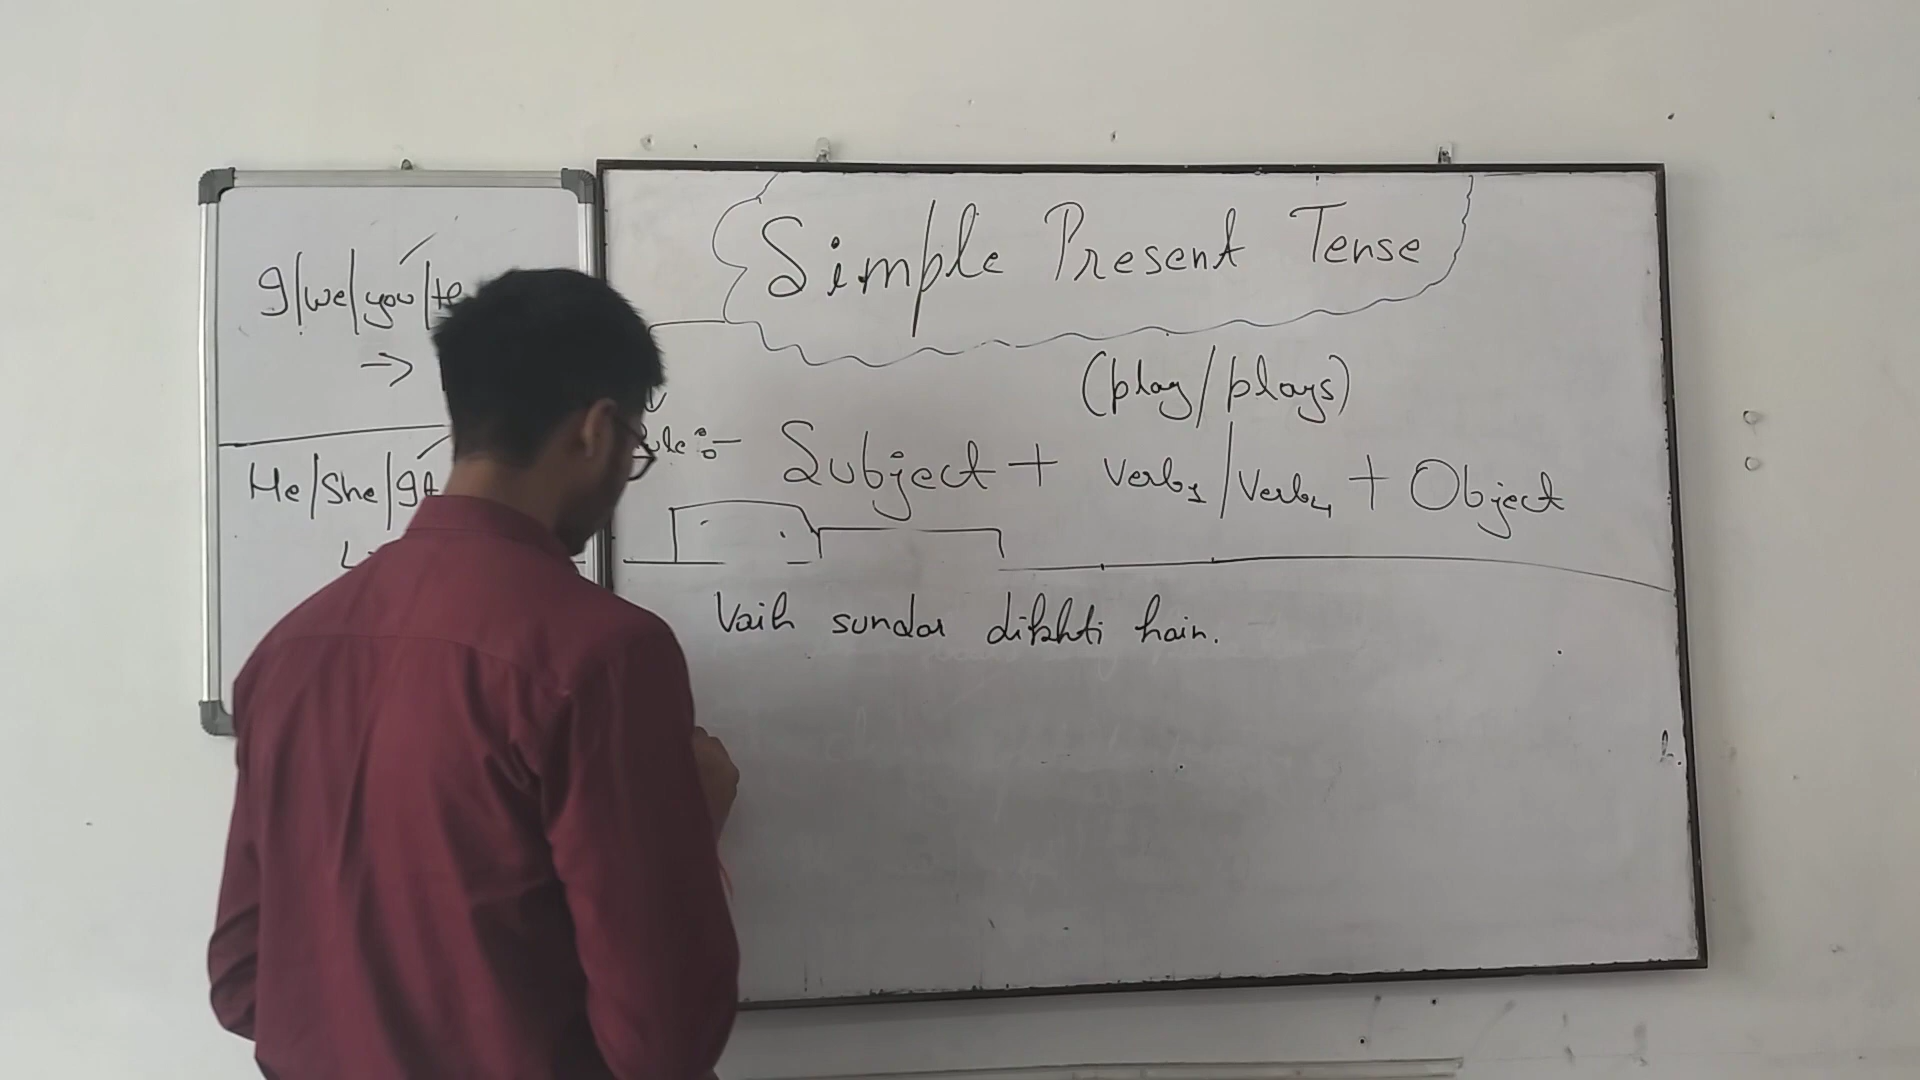 I/we/you/
→
He/She/It
Simple Present Tense
(play/plays)
Rule :- Subject + Verb1/Verb4 + Object
Vaih sundar dikhti hain.